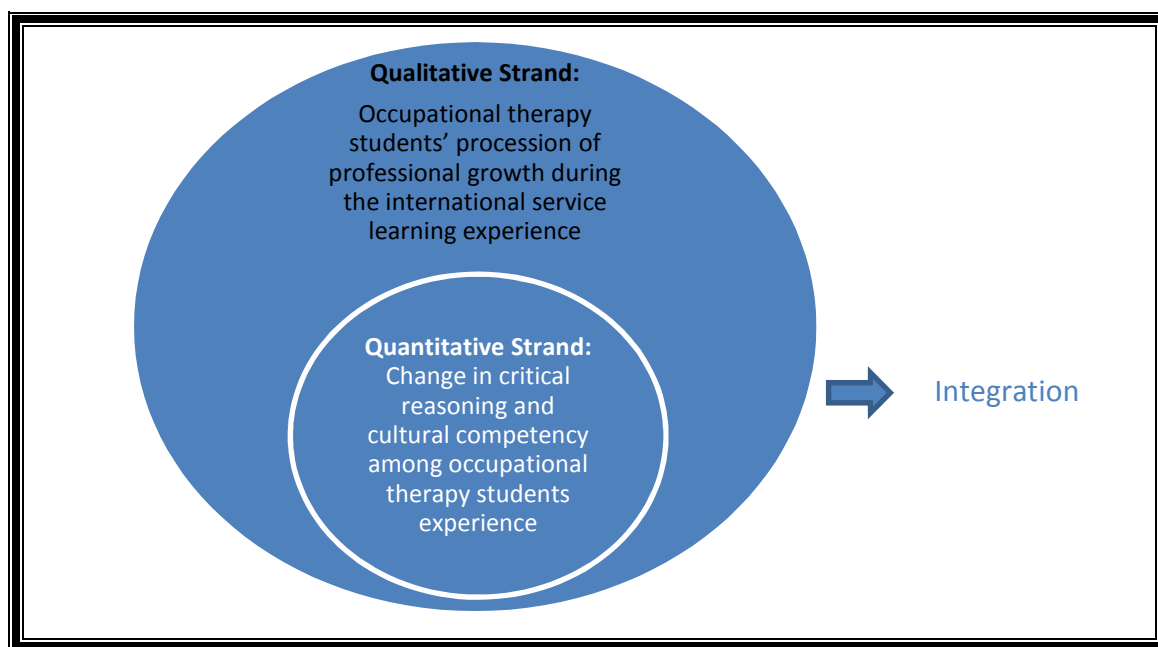 Qualitative Strand:
Occupational therapy
students’ procession of
professional growth during
the international service
learning experience
Quantitative Strand:
Change in critical
reasoning and
cultural competency
among occupational
therapy students
experience
Integration